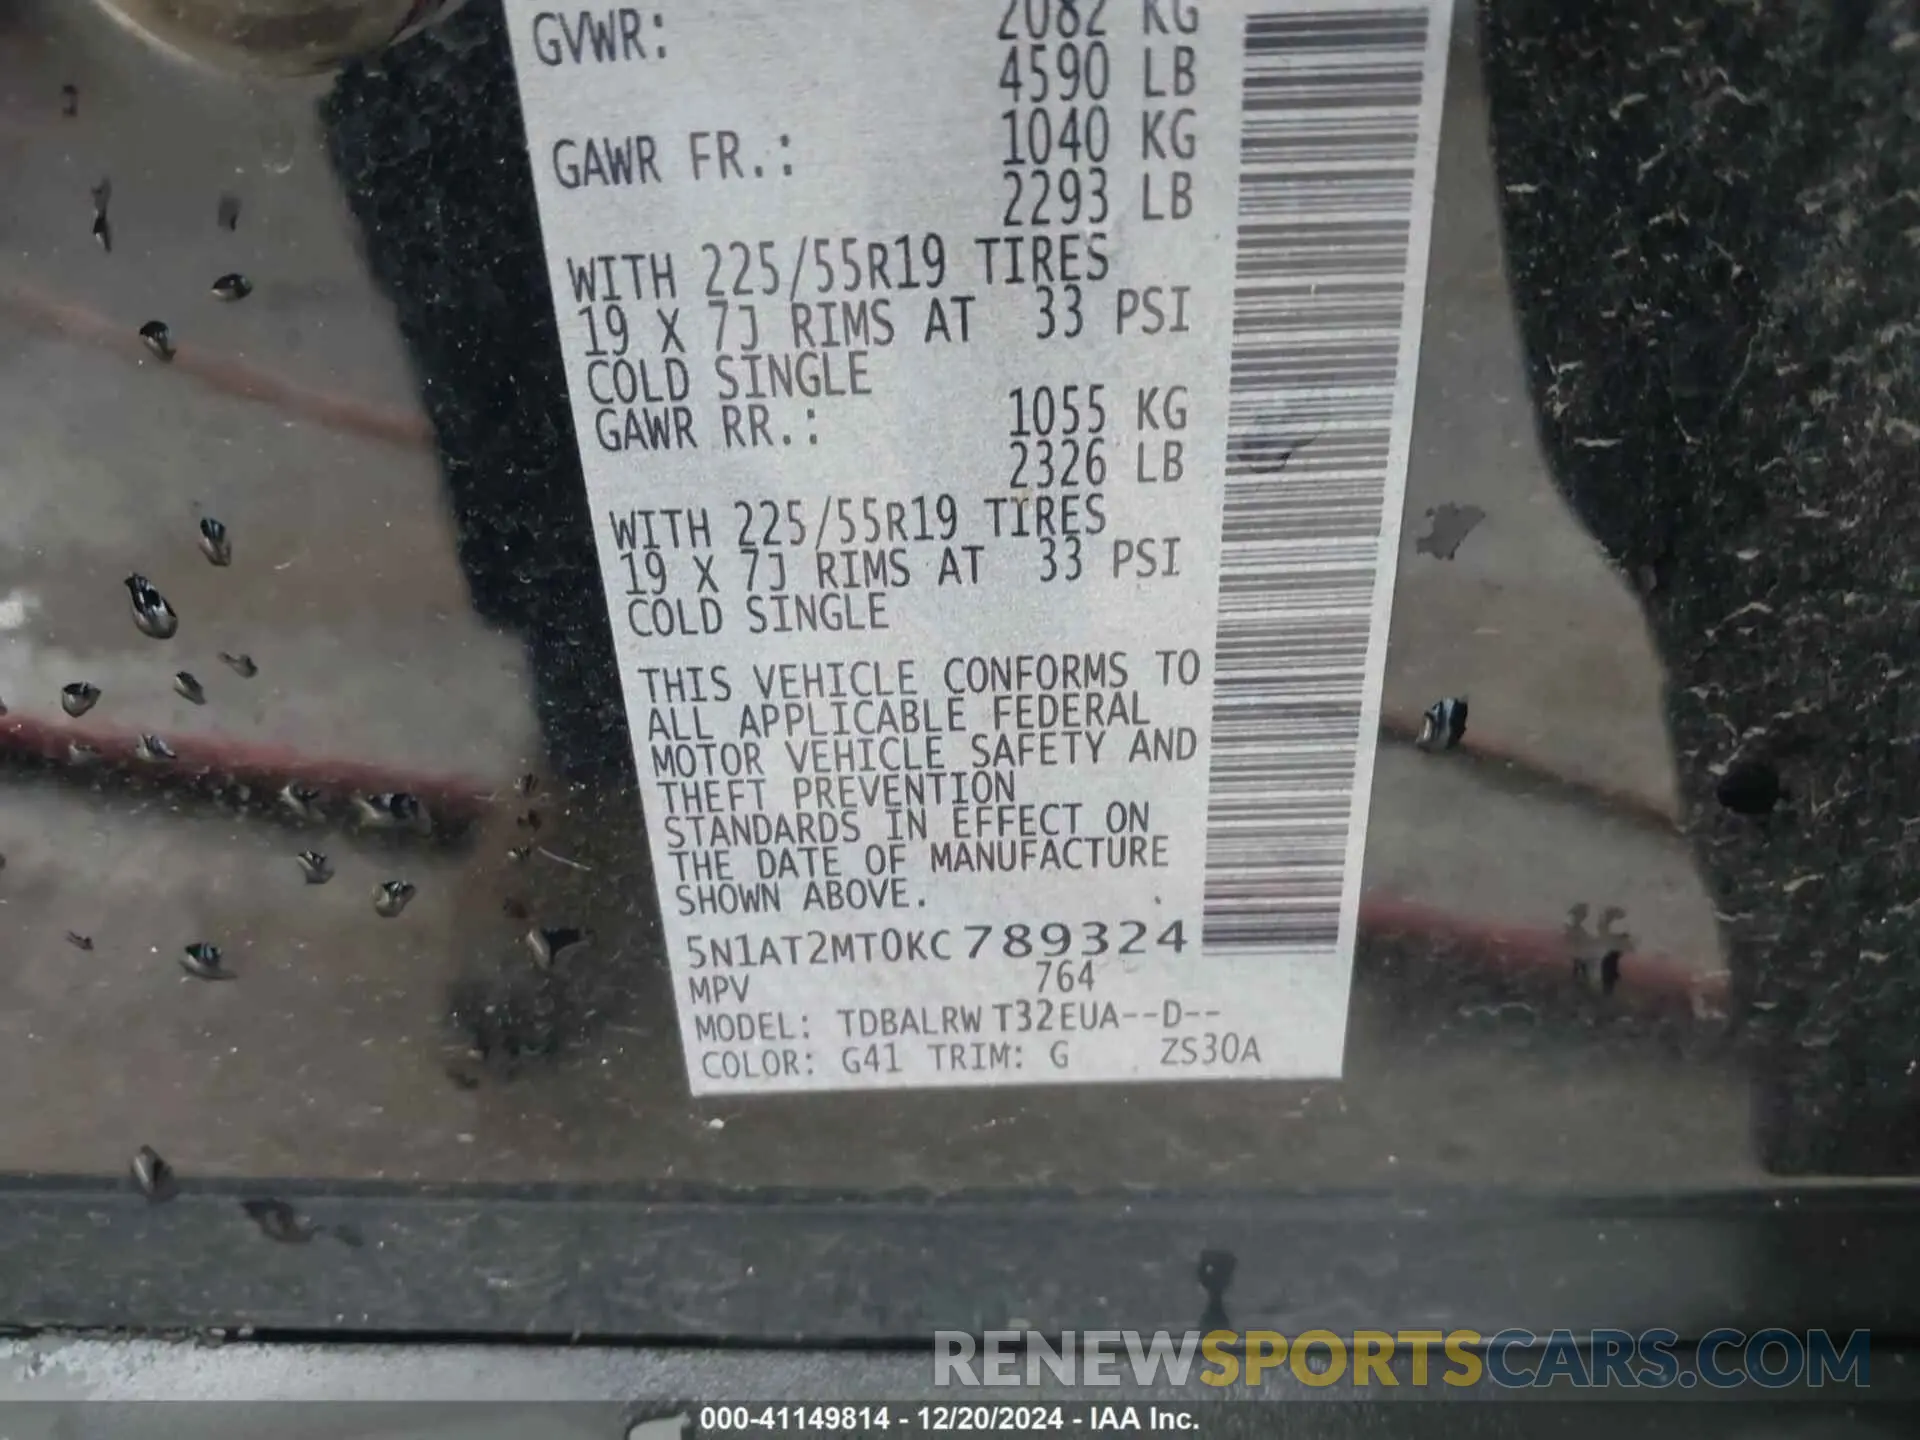 GVWR: 2082 KG
4590 LB
GAWR FR.: 1040 KG
2293 LB
WITH 225/55R19 TIRES
19 X 7J RIMS AT 33 PSI
COLD SINGLE
GAWR RR.: 1055 KG
2326 LB
WITH 225/55R19 TIRES
19 X 7J RIMS AT 33 PSI
COLD SINGLE
THIS VEHICLE CONFORMS TO
ALL APPLICABLE FEDERAL
MOTOR VEHICLE SAFETY AND
THEFT PREVENTION
STANDARDS IN EFFECT ON
THE DATE OF MANUFACTURE
SHOWN ABOVE.
5N1AT2MT0KC789324
MPV 764
MODEL: TDBALRW T32EUA--D--
COLOR: G41 TRIM: G ZS30A
RENEWSPORTSCARS.COM
000-41149814 - 12/20/2024 - IAA Inc.